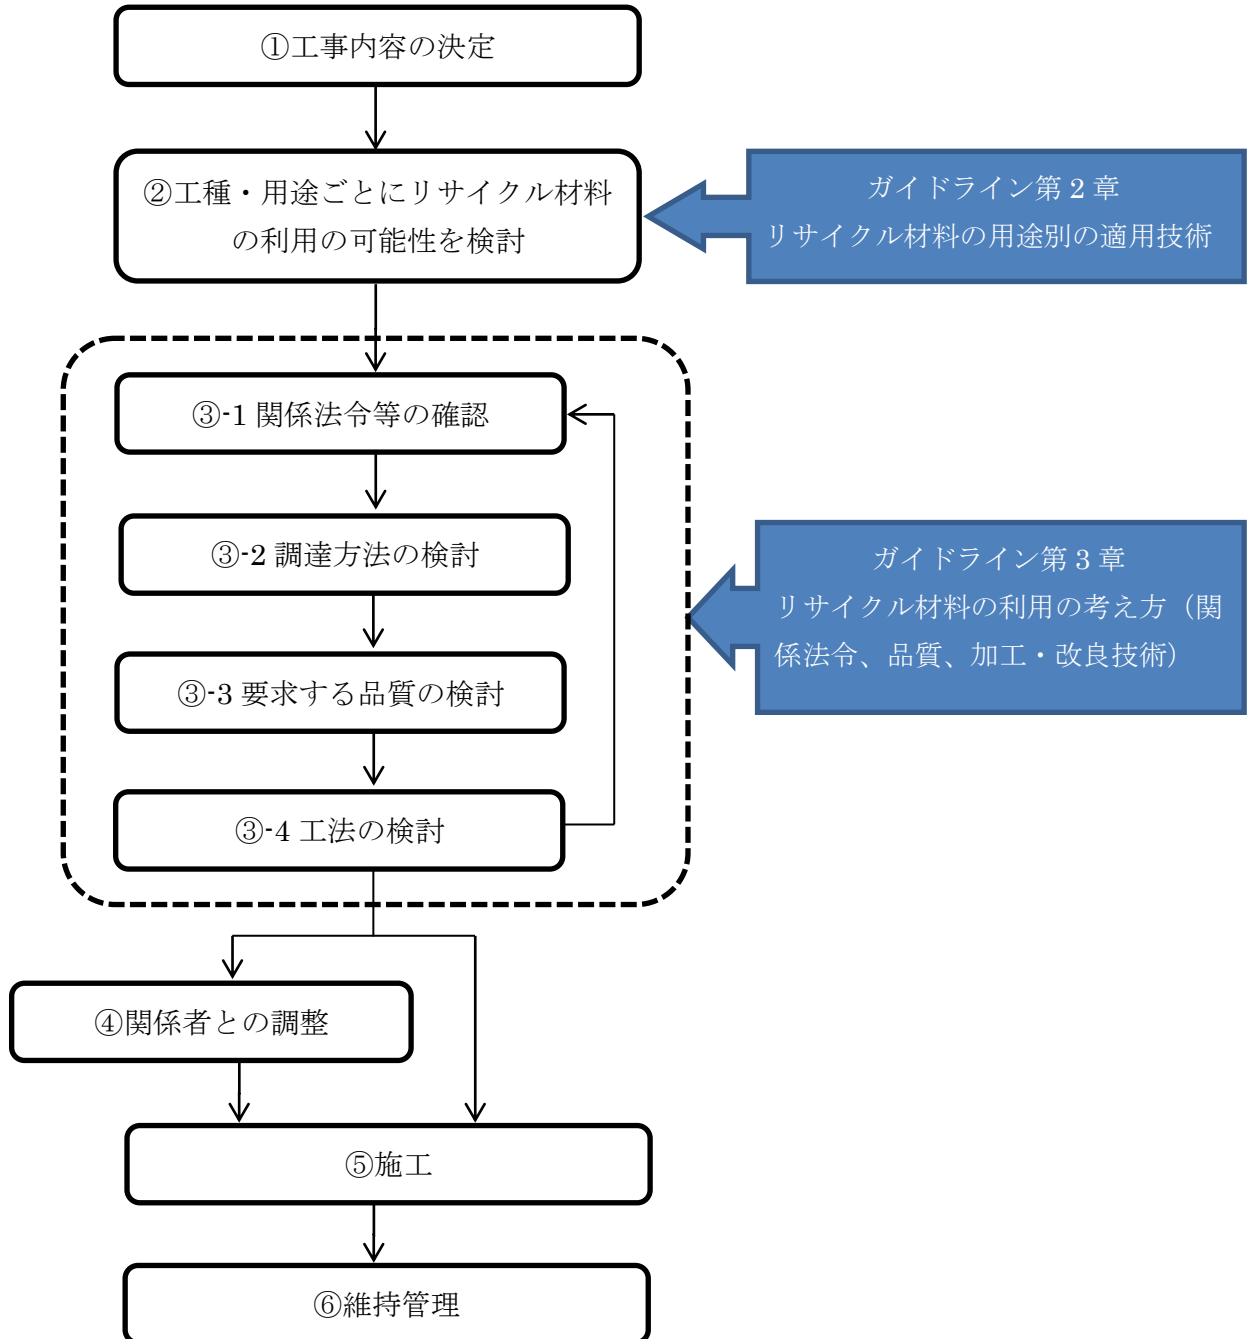 ①工事内容の決定
②工種・用途ごとにリサイクル材料
の利用の可能性を検討
ガイドライン第 2 章
リサイクル材料の用途別の適用技術
③-1 関係法令等の確認
③-2 調達方法の検討
③-3 要求する品質の検討
③-4 工法の検討
ガイドライン第 3 章
リサイクル材料の利用の考え方（関
係法令、品質、加工・改良技術）
④関係者との調整
⑤施工
⑥維持管理